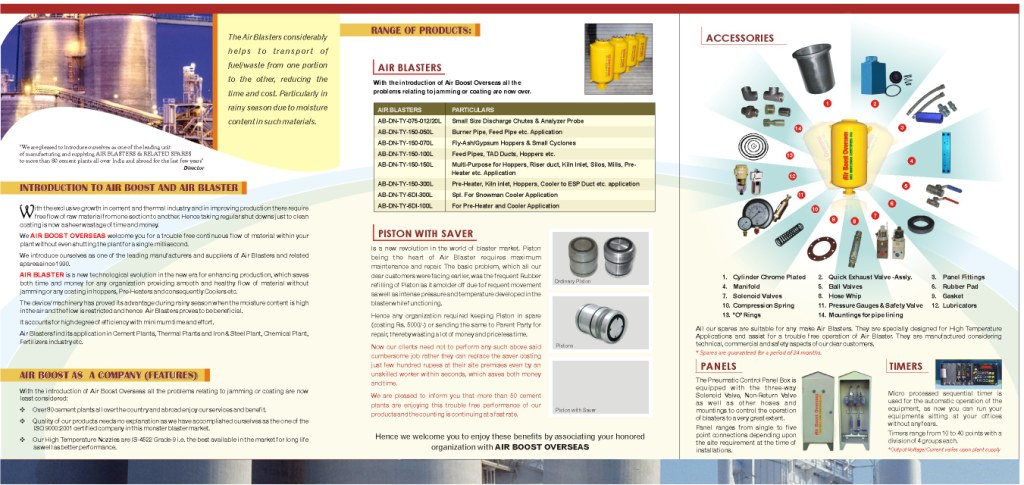 The Air Blasters considerably
helps to transport of
fuel/waste from one portion
to the other, reducing the
time and cost. Particularly in
rainy season due to moisture
content in such materials.
"We are pleased to introduce ourselves as one of the leading unit
of manufacturing and supplying AIR BLASTERS & RELATED SPARES
to more than 80 cement plants all over India and abroad for the last few years"
Director
INTRODUCTION TO AIR BOOST AND AIR BLASTER
With the exclusive growth in cement and thermal industry and in improving production there require
free flow of raw material from one section to another. Hence taking regular shut downs just to clean
coating is now a sheer wastage of time and money.
We AIR BOOST OVERSEAS welcome you for a trouble free continuous flow of material within your
plant without even shutting the plant for a single millisecond.
We introduce ourselves as one of the leading manufacturers and suppliers of Air Blasters and related
spares since 1990.
AIR BLASTER is a new technological evolution in the new era for enhancing production, which saves
both time and money for any organization providing smooth and healthy flow of material without
jamming or any coating in hoppers, Pre-Heaters and consequently Coolers etc.
The device/machinery has proved its advantage during rainy season when the moisture content is high
in the air and the flow is restricted and hence Air Blasters proves to be beneficial.
It accounts for high degree of efficiency with minimum time and effort.
Air Blasters find its application in Cement Plants, Thermal Plants and Iron & Steel Plant, Chemical Plant,
Fertilizers industry etc.
AIR BOOST AS A COMPANY (FEATURES)
With the introduction of Air Boost Overseas all the problems relating to jamming or coating are now
least considered:
❖ Over 80 cement plants all over the country and abroad enjoy our services and benefit.
❖ Quality of our products needs no explanation as we have accomplished ourselves as the one of the
ISO 9000:2001 certified company in this monster blaster market.
❖ Our High Temperature Nozzles are IS-4522 Grade-9 i.e. the best available in the market for long life
as well as better performance.
RANGE OF PRODUCTS:
AIR BLASTERS
With the introduction of Air Boost Overseas all the
problems relating to jamming or coating are now over.
AIR BLASTERS PARTICULARS
AB-DN-TY-075-012/20L Small Size Discharge Chutes & Analyzer Probe
AB-DN-TY-150-050L Burner Pipe, Feed Pipe etc. Application
AB-DN-TY-150-070L Fly-Ash/Gypsum Hoppers & Small Cyclones
AB-DN-TY-150-100L Feed Pipes, TAD Ducts, Hoppers etc.
AB-DN-TY-150-150L Multi-Purpose for Hoppers, Riser duct, Kiln Inlet, Silos, Mills, Pre-
Heater etc. Application
AB-DN-TY-150-300L Pre-Heater, Kiln Inlet, Hoppers, Cooler to ESP Duct etc. application
AB-DN-TY-6DI-300L Spl. For Snowmen Cooler Application
AB-DN-TY-6DI-100L For Pre-Heater and Cooler Application
PISTON WITH SAVER
Is a new revolution in the world of blaster market. Piston
being the heart of Air Blaster requires maximum
maintenance and repair. The basic problem, which all our
dear customers were facing earlier, was the frequent Rubber
refilling of Piston as it smolder off due to frequent movement
as well as intense pressure and temperature developed in the
blaster while functioning.
Hence any organization required keeping Piston in spare
(costing Rs. 5000/-) or sending the same to Parent Party for
repair, thereby wasting a lot of money and priceless time.
Now our clients need not to perform any such above said
cumbersome job rather they can replace the saver costing
just few hundred rupees at their site premises even by an
unskilled worker within seconds, which saves both money
and time.
We are pleased to inform you that more than 50 cement
plants are enjoying this trouble free performance of our
products and the counting is continuing at a fast rate.
Ordinary Piston
Pistons
Piston with Saver
Hence we welcome you to enjoy these benefits by associating your honored
organization with AIR BOOST OVERSEAS
ACCESSORIES
Air Boost Overseas
1
2
3
4
5
6
7
8
9
10
11
12
13
14
1. Cylinder Chrome Plated 2. Quick Exhaust Valve -Assly. 3. Panel Fittings
4. Manifold 5. Ball Valves 6. Rubber Pad
7. Solenoid Valves 8. Hose Whip 9. Gasket
10. Compression Spring 11. Pressure Gauges & Safety Valve 12. Lubricators
13. "O" Rings 14. Mountings for pipe lining
All our spares are suitable for any make Air Blasters. They are specially designed for High Temperature
Applications and assist for a trouble free operation of Air Blaster. They are manufactured considering
technical, commercial and safety aspects of our dear customers.
* Spares are guaranteed for a period of 24 months.
PANELS
The Pneumatic Control Panel Box is
equipped with the three-way
Solenoid Valve, Non-Return Valve
as well as other hoses and
mountings to control the operation
of blasters to a very great extent.
Panel ranges from single to five
point connections depending upon
the site requirement at the time of
installations.
TIMERS
Micro processed sequential timer is
used for the automatic operation of the
equipment, as now you can run your
equipments sitting at your offices
without any fears.
Timers range from 10 to 40 points with a
division of 4 groups each.
*Output Voltage/Current varies upon plant supply